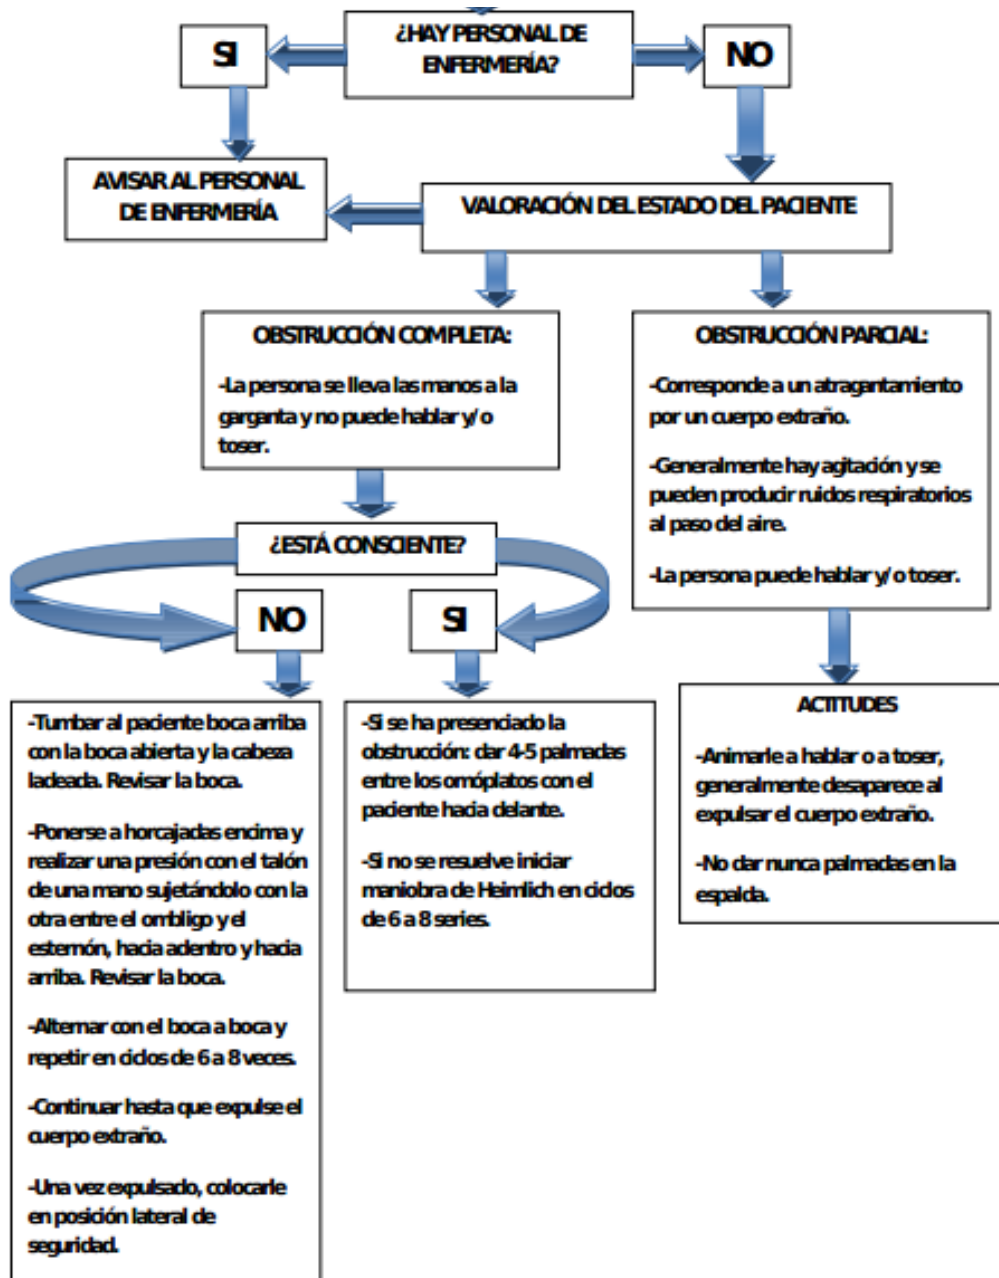 ¿HAY PERSONAL DE
ENFERMERÍA?
SI
NO
AVISAR AL PERSONAL
DE ENFERMERÍA
VALORACIÓN DEL ESTADO DEL PACIENTE
OBSTRUCCIÓN COMPLETA:
-La persona se lleva las manos a la
garganta y no puede hablar y/o
toser.
OBSTRUCCIÓN PARCIAL:
-Corresponde a un atragantamiento
por un cuerpo extraño.
-Generalmente hay agitación y se
pueden producir ruidos respiratorios
al paso del aire.
-La persona puede hablar y/o toser.
¿ESTÁ CONSCIENTE?
NO
SI
-Tumbar al paciente boca arriba
con la boca abierta y la cabeza
ladeada. Revisar la boca.
-Ponerse a horcajadas encima y
realizar una presión con el talón
de una mano sujetándolo con la
otra entre el ombligo y el
esternón, hacia adentro y hacia
arriba. Revisar la boca.
-Alternar con el boca a boca y
repetir en ciclos de 6 a 8 veces.
-Continuar hasta que expulse el
cuerpo extraño.
-Una vez expulsado, colocarle
en posición lateral de
seguridad.
-Si se ha presenciado la
obstrucción: dar 4-5 palmadas
entre los omóplatos con el
paciente hacia delante.
-Si no se resuelve iniciar
maniobra de Heimlich en ciclos
de 6 a 8 series.
ACTITUDES
-Animarle a hablar o a toser,
generalmente desaparece al
expulsar el cuerpo extraño.
-No dar nunca palmadas en la
espalda.